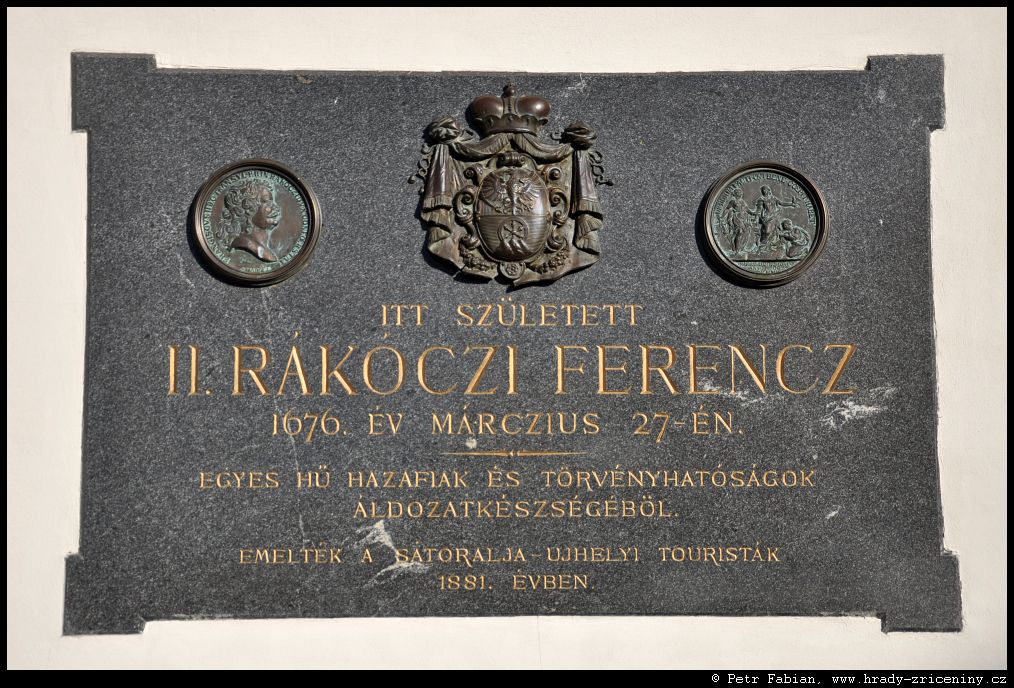 ITT SZÜLETETT
II. RÁKÓCZI FERENCZ
1676. ÉV MÁRCZIUS 27-ÉN.
EGYES HŰ HAZAFIAK ÉS TÖRVÉNYHATÓSÁGOK
ÁLDOZATKÉSZSÉGÉBÖL.
EMELTÉK A SÁTORALJA-UJHELYI TOURISTÁK
1881. ÉVBEN.
© Petr Fabian, www.hrady-zriceniny.cz